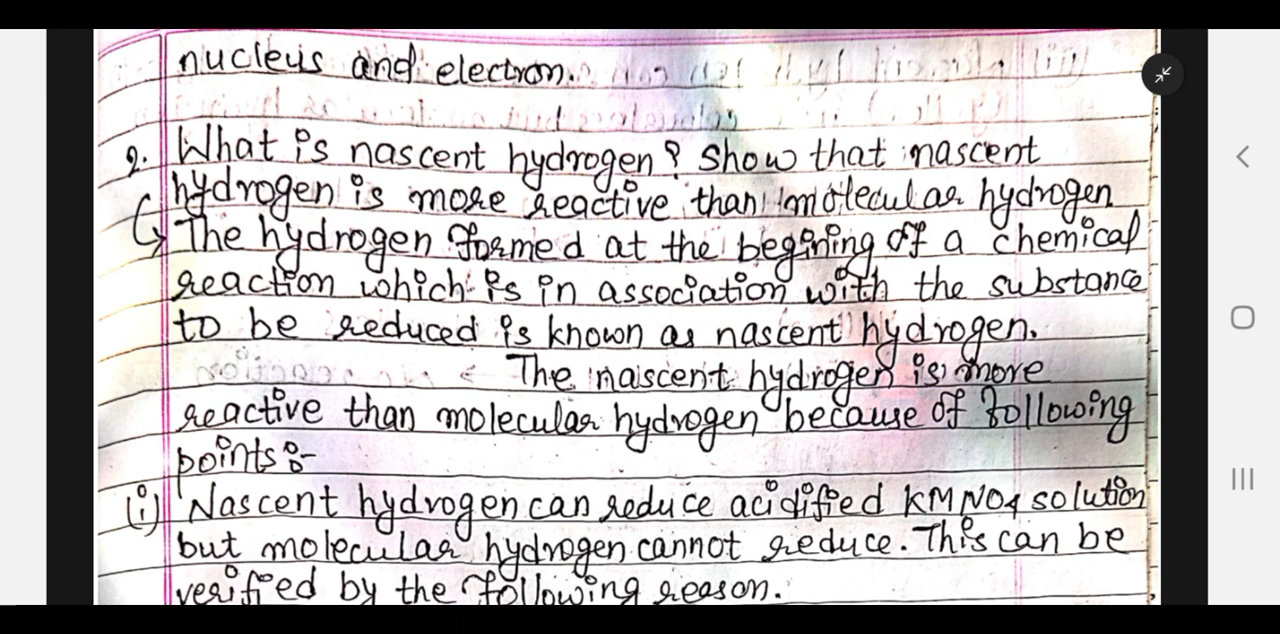 nucleus and electron.
2. What is nascent hydrogen? Show that nascent
hydrogen is more reactive than molecular hydrogen
↳ The hydrogen formed at the begining of a chemical
reaction which is in association with the substance
to be reduced is known as nascent hydrogen.
The nascent hydrogen is more
reactive than molecular hydrogen because of following
points:-
(i) Nascent hydrogen can reduce acidified KMNO4 solution
but molecular hydrogen cannot reduce. This can be
verified by the following reason.